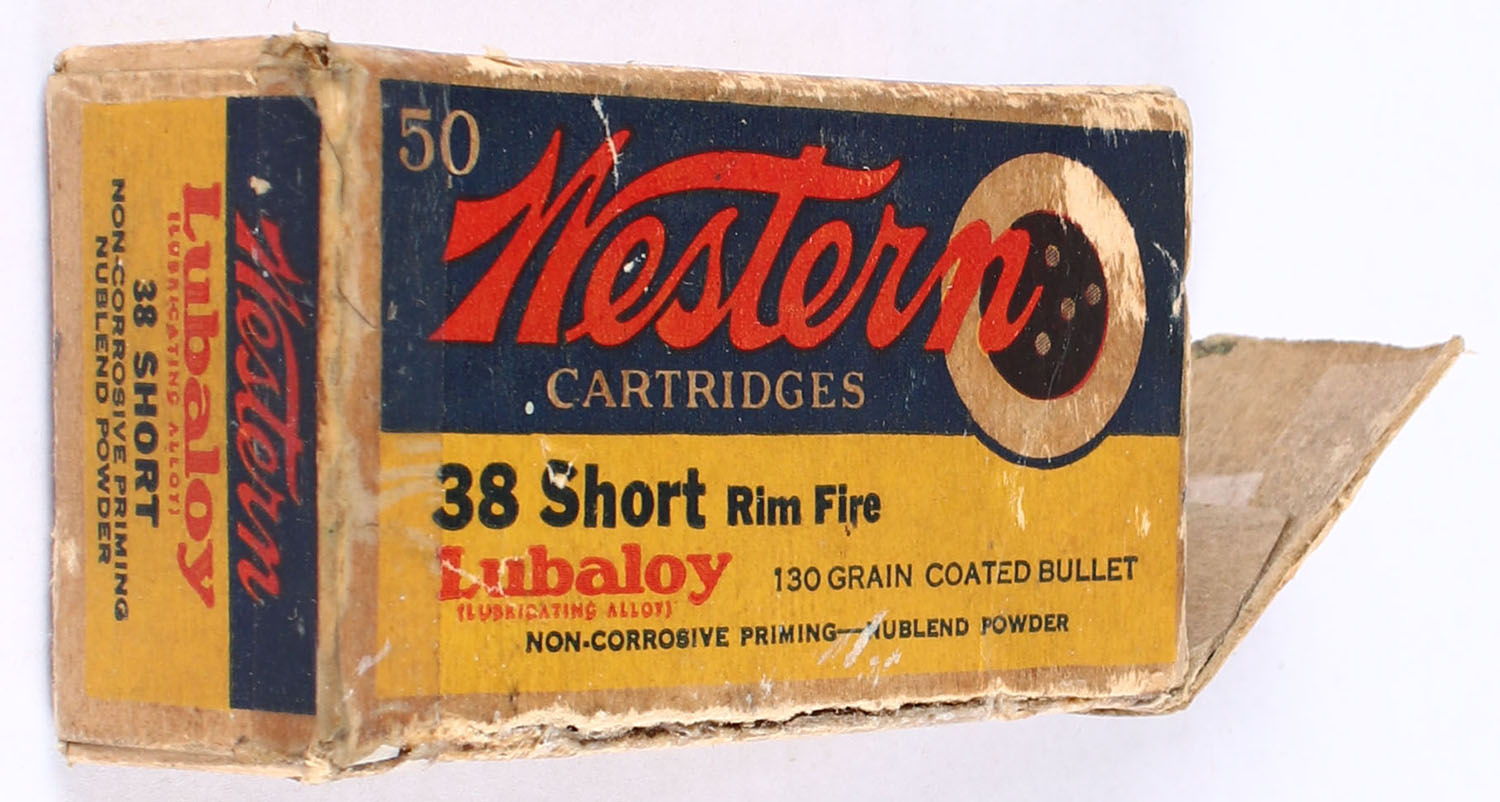 50
Western
CARTRIDGES
38 Short Rim Fire
Lubaloy
(LUBRICATING ALLOY)
130 GRAIN COATED BULLET
NON-CORROSIVE PRIMING—NUBLEND POWDER
Western
Lubaloy
(LUBRICATING ALLOY)
38 SHORT
NON-CORROSIVE PRIMING
NUBLEND POWDER